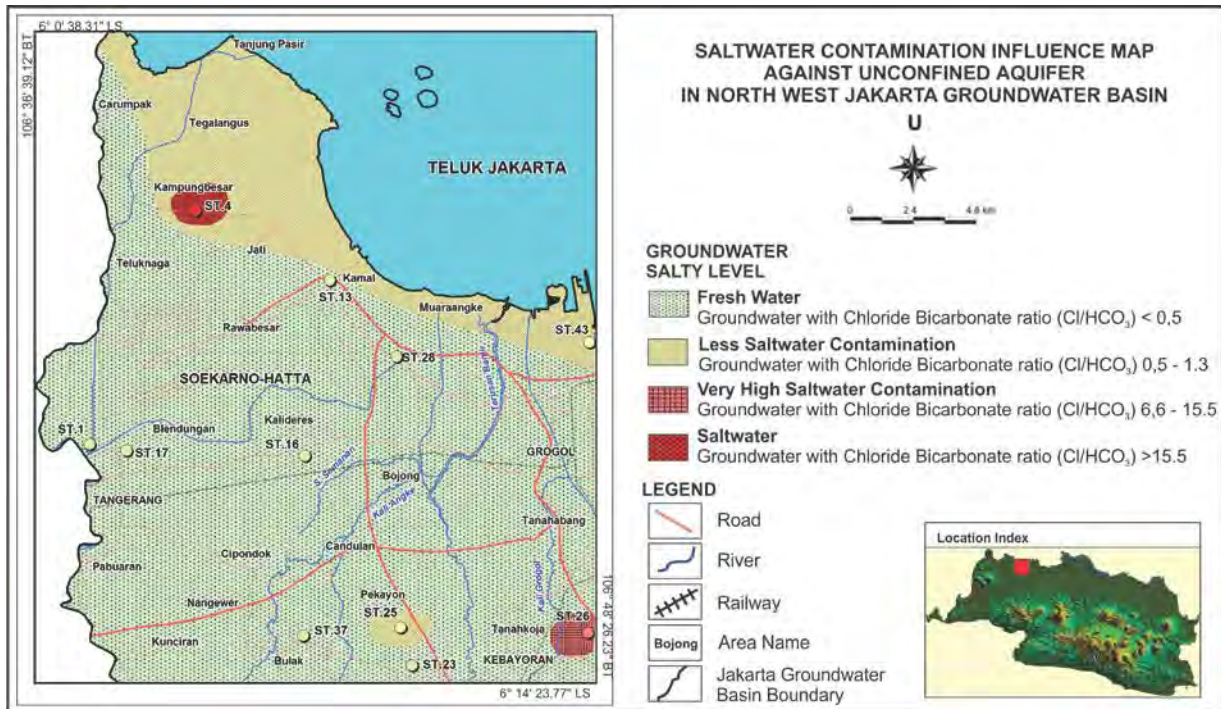 6° 0' 38.31" LS
106° 36' 39.12" BT
Tanjung Pasir
Carumpak
Tegalangus
TELUK JAKARTA
Kampungbesar
ST.4
Jati
Teluknaga
Kamal
ST.13
Muaraangke
Rawabesar
ST.43
ST.28
SOEKARNO-HATTA
Kalideres
Blendungan
ST.1
ST.17
ST.16
GROGOL
Bojong
TANGERANG
Kali Angke
Tanahabang
Cipondok
Candulan
Pabuaran
Kali Grogol
Pekayon
Nangewer
ST.25
ST.26
Kunciran
ST.37
Tanahkoja
Bulak
ST.23
KEBAYORAN
106° 48' 26.23" BT
6° 14' 23.77" LS
SALTWATER CONTAMINATION INFLUENCE MAP
AGAINST UNCONFINED AQUIFER
IN NORTH WEST JAKARTA GROUNDWATER BASIN
U
0 2.4 4.8 km
GROUNDWATER
SALTY LEVEL
Fresh Water
Groundwater with Chloride Bicarbonate ratio (Cl/HCO₃) < 0,5
Less Saltwater Contamination
Groundwater with Chloride Bicarbonate ratio (Cl/HCO₃) 0,5 - 1.3
Very High Saltwater Contamination
Groundwater with Chloride Bicarbonate ratio (Cl/HCO₃) 6,6 - 15.5
Saltwater
Groundwater with Chloride Bicarbonate ratio (Cl/HCO₃) >15.5
LEGEND
Road
River
Railway
Bojong
Area Name
Jakarta Groundwater
Basin Boundary
Location Index